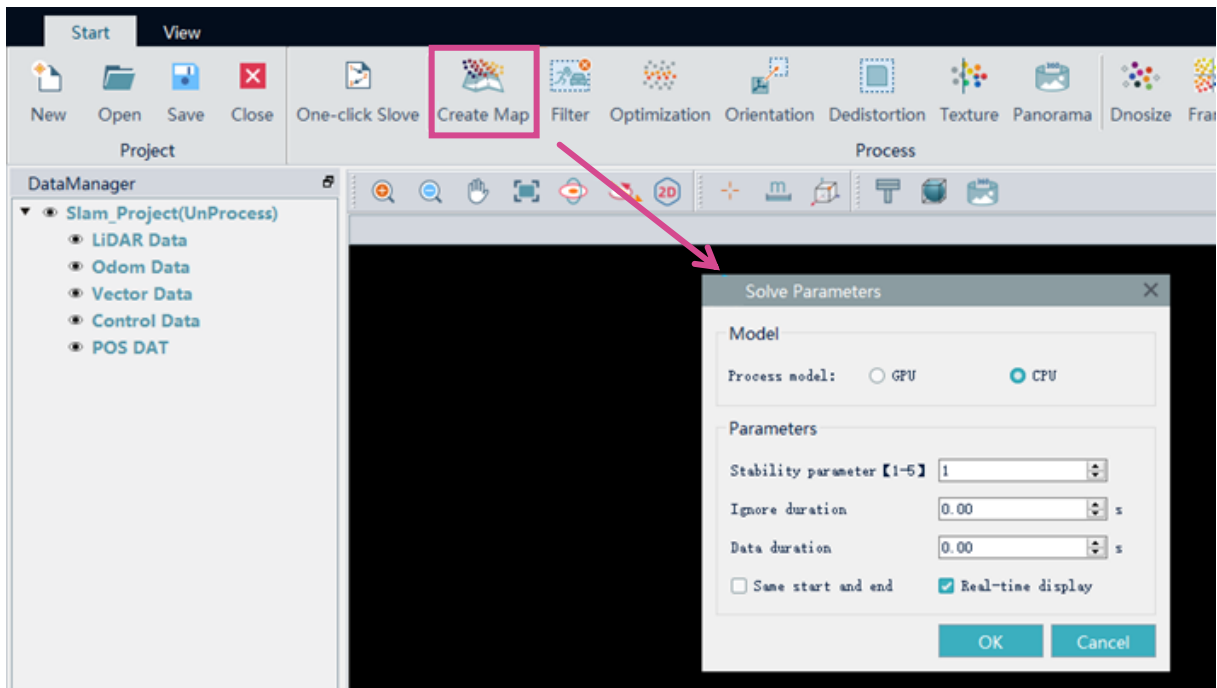 Start View
New Open Save Close One-click Slove Create Map Filter Optimization Orientation Dedistortion Texture Panorama Dnosize
Project Process
DataManager
Slam_Project(UnProcess)
LiDAR Data
Odom Data
Vector Data
Control Data
POS DAT
2D
m
Solve Parameters
Model
Process model: GPU CPU
Parameters
Stability parameter【1-5】 1
Ignore duration 0.00 s
Data duration 0.00 s
Same start and end Real-time display
OK Cancel